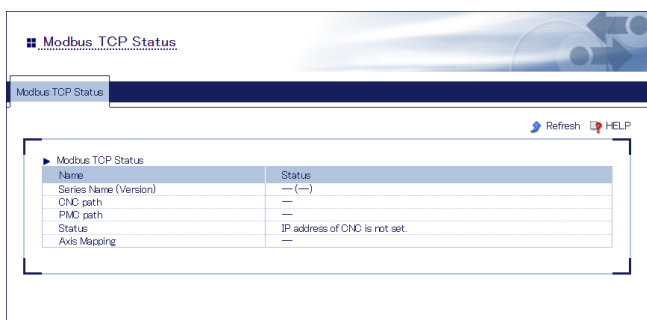 Modbus TCP Status
Modbus TCP Status
Refresh HELP
Modbus TCP Status
Name Status
Series Name (Version) — (—)
CNC path —
PMC path —
Status IP address of CNC is not set.
Axis Mapping —